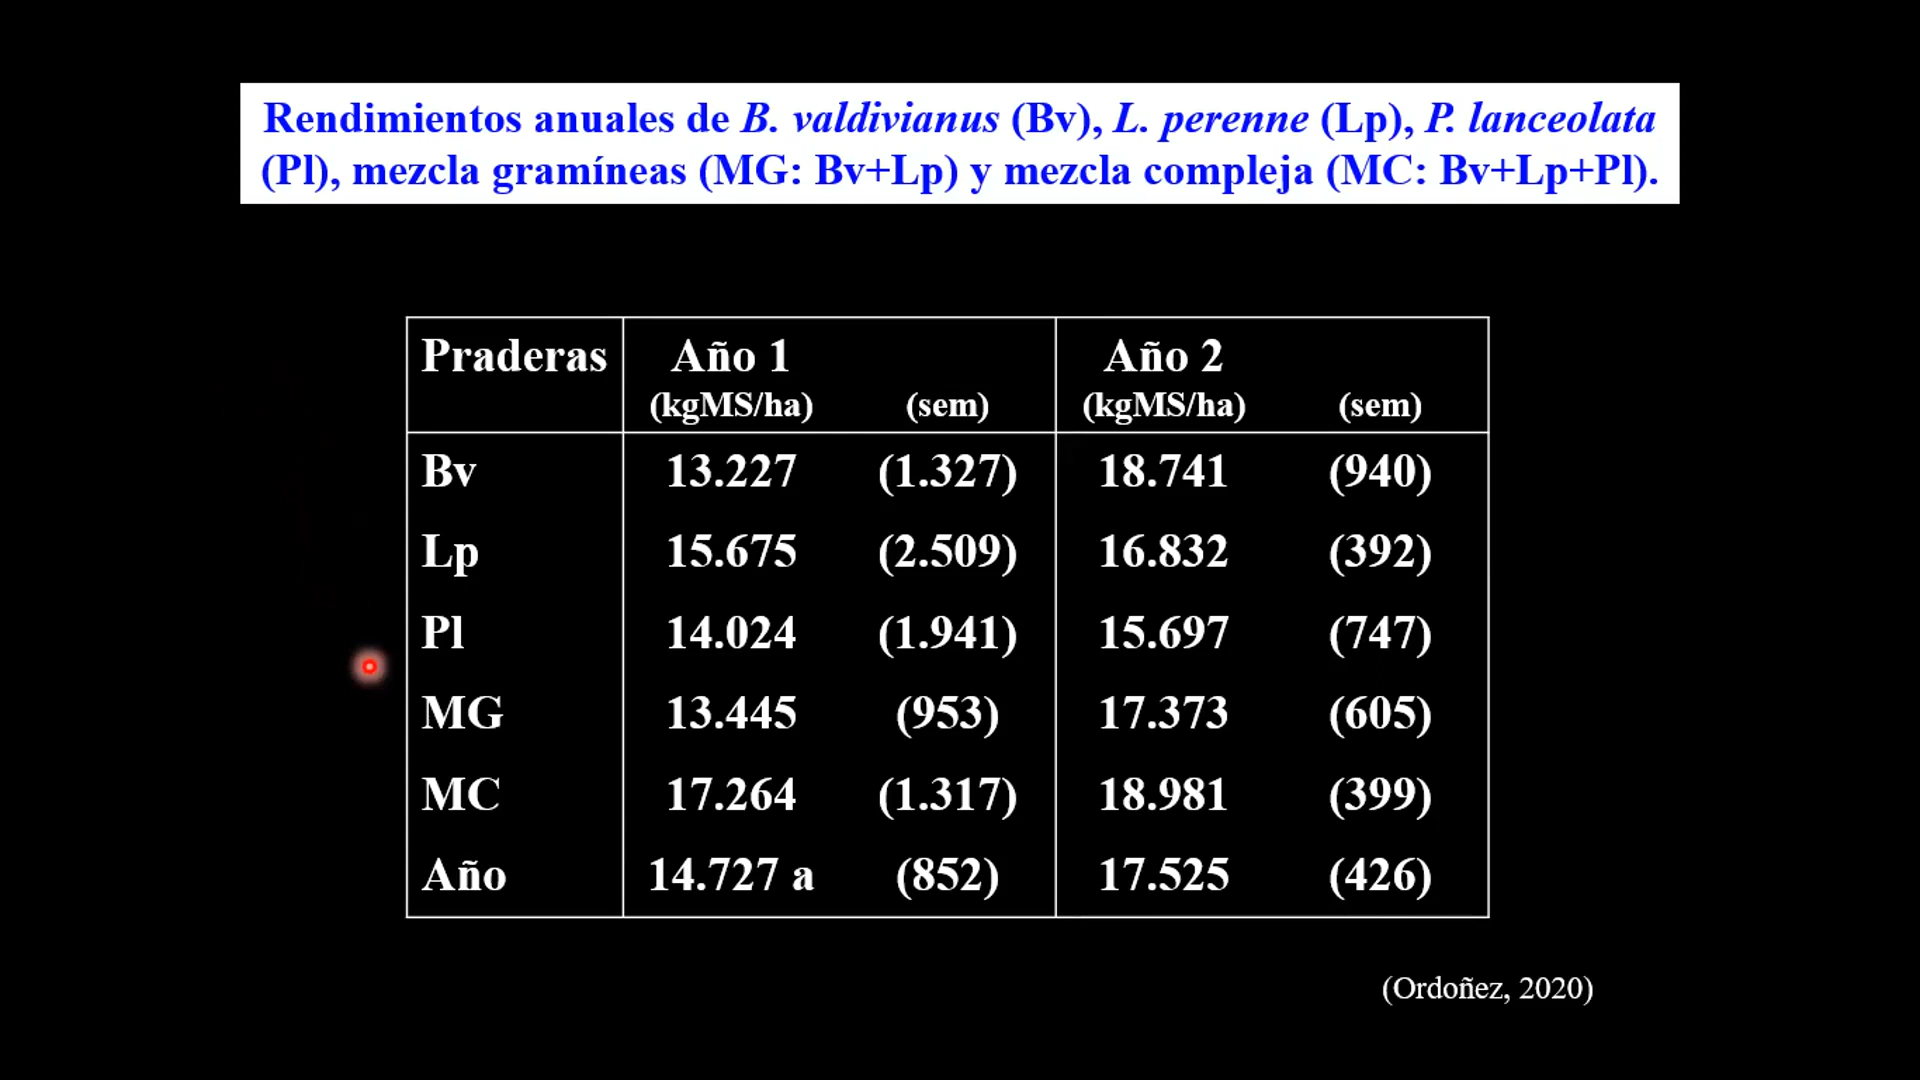 Rendimientos anuales de B. valdivianus (Bv), L. perenne (Lp), P. lanceolata
(Pl), mezcla gramíneas (MG: Bv+Lp) y mezcla compleja (MC: Bv+Lp+Pl).
Praderas Año 1 Año 2
(kgMS/ha) (sem) (kgMS/ha) (sem)
Bv 13.227 (1.327) 18.741 (940)
Lp 15.675 (2.509) 16.832 (392)
Pl 14.024 (1.941) 15.697 (747)
MG 13.445 (953) 17.373 (605)
MC 17.264 (1.317) 18.981 (399)
Año 14.727 a (852) 17.525 (426)
(Ordoñez, 2020)